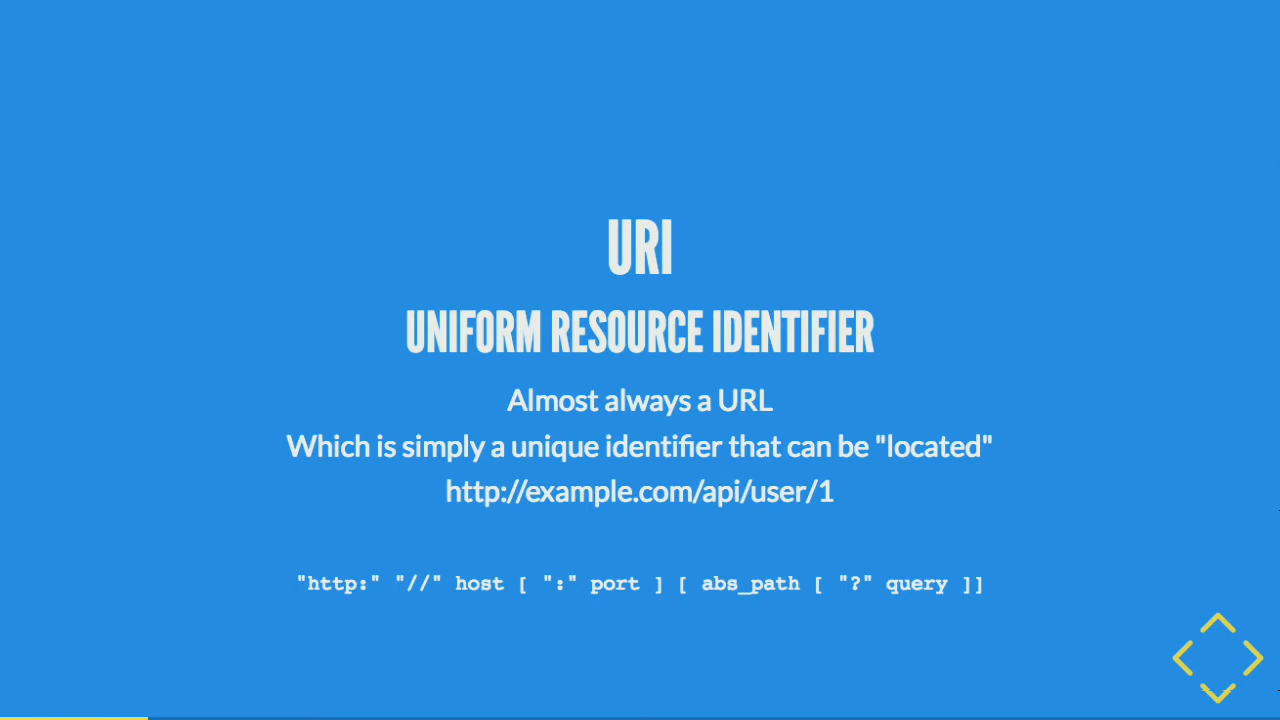 URI
UNIFORM RESOURCE IDENTIFIER
Almost always a URL
Which is simply a unique identifier that can be "located"
http://example.com/api/user/1
"http:" "//" host [ ":" port ] [ abs_path [ "?" query ]]